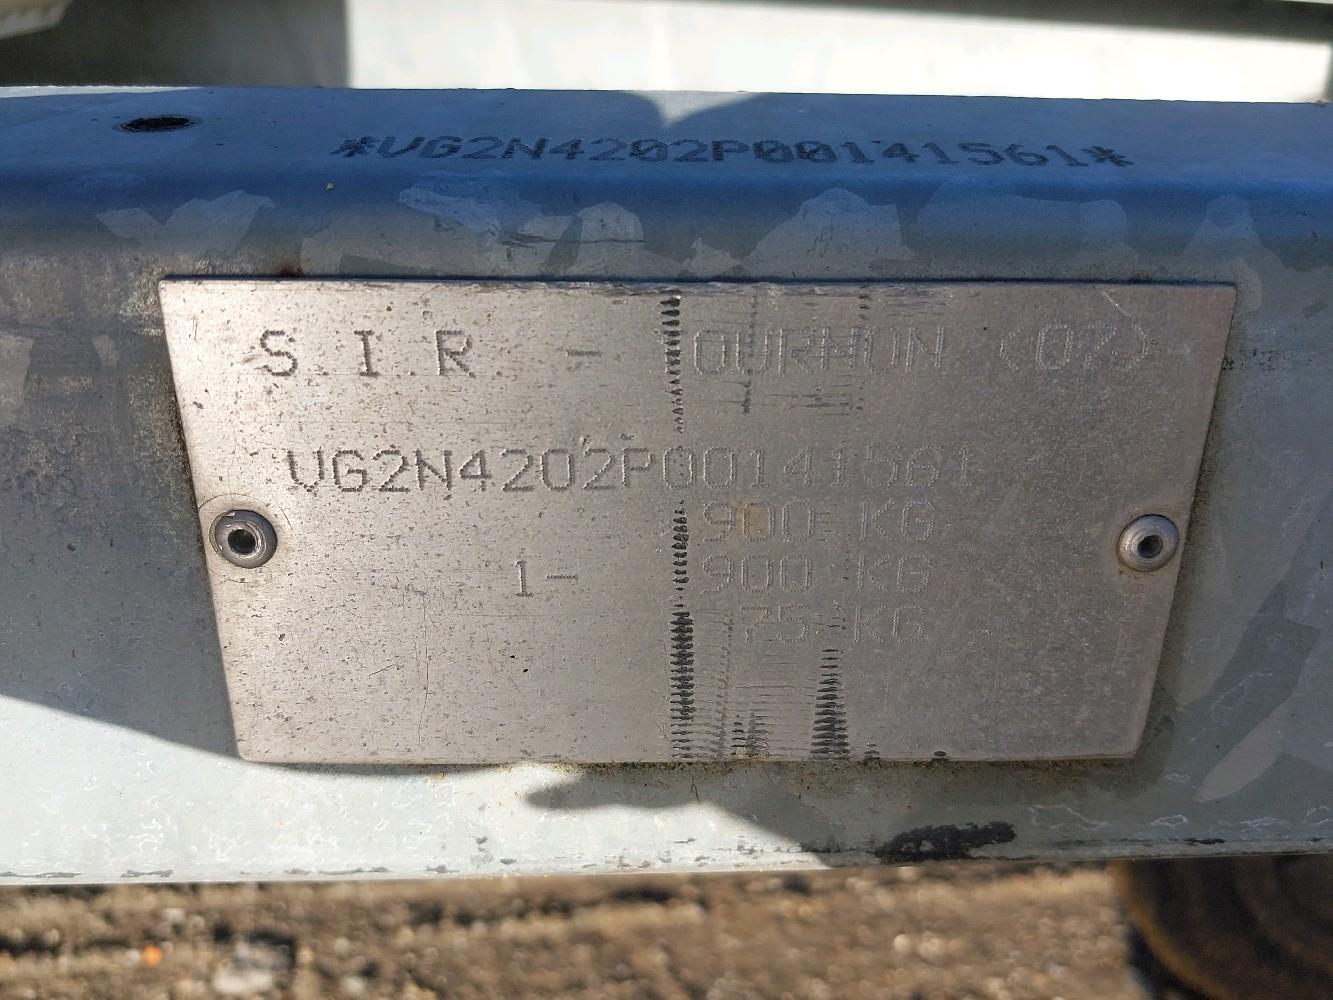 *VG2N4202P00141561*
S.I.R. - TOURNON (07)
VG2N4202P00141561
900 KG
1- 900 KG
75 KG